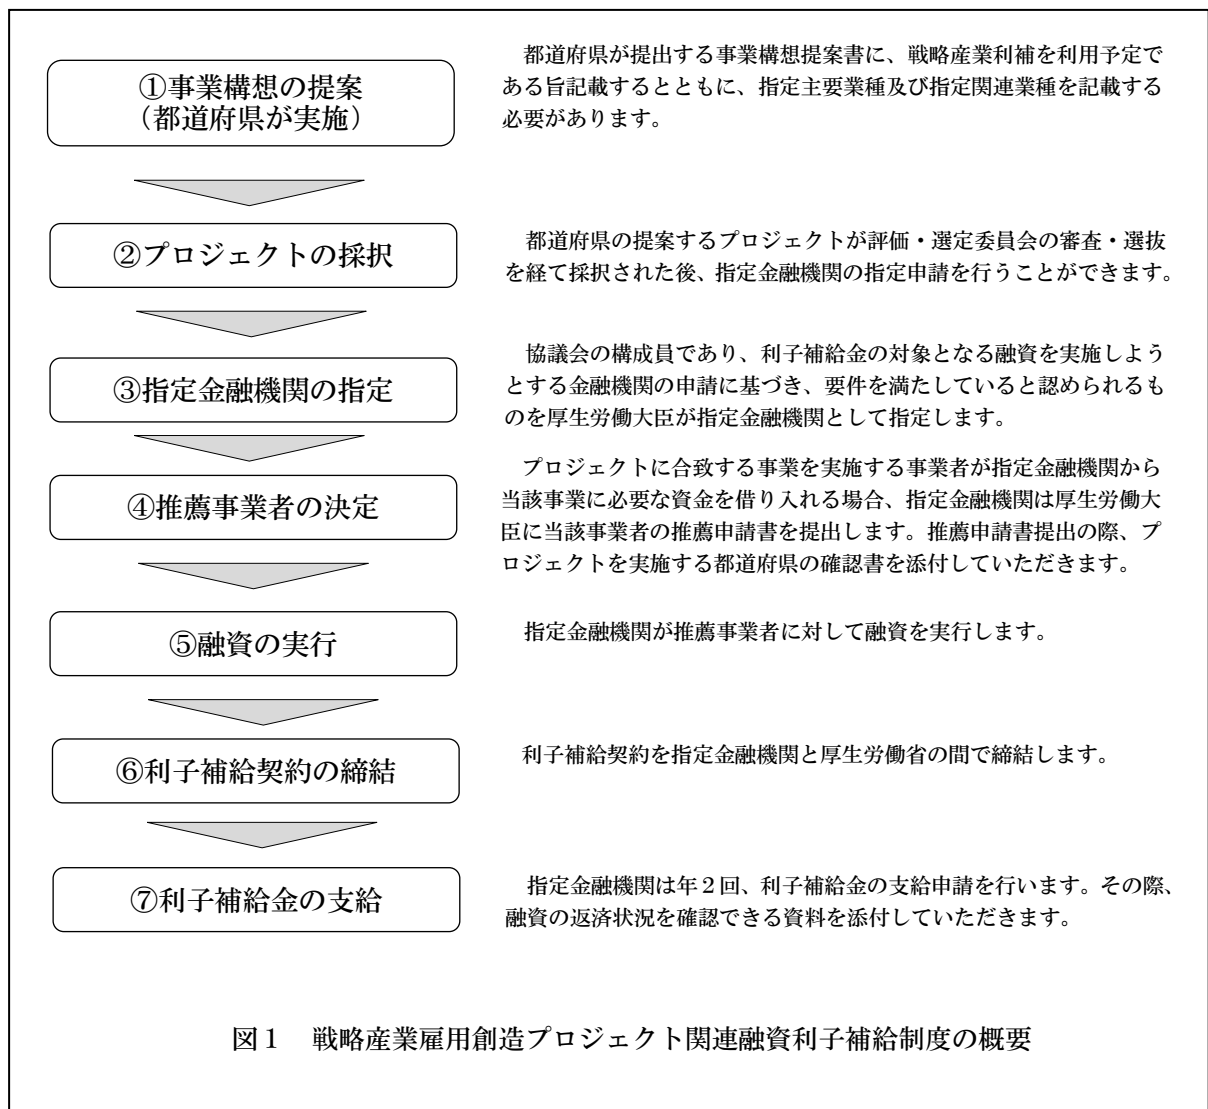 ①事業構想の提案
（都道府県が実施）
都道府県が提出する事業構想提案書に、戦略産業利補を利用予定で
ある旨記載するとともに、指定主要業種及び指定関連業種を記載する
必要があります。
②プロジェクトの採択
都道府県の提案するプロジェクトが評価・選定委員会の審査・選抜
を経て採択された後、指定金融機関の指定申請を行うことができます。
③指定金融機関の指定
協議会の構成員であり、利子補給金の対象となる融資を実施しよう
とする金融機関の申請に基づき、要件を満たしていると認められるも
のを厚生労働大臣が指定金融機関として指定します。
④推薦事業者の決定
プロジェクトに合致する事業を実施する事業者が指定金融機関から
当該事業に必要な資金を借り入れる場合、指定金融機関は厚生労働大
臣に当該事業者の推薦申請書を提出します。推薦申請書提出の際、プ
ロジェクトを実施する都道府県の確認書を添付していただきます。
⑤融資の実行
指定金融機関が推薦事業者に対して融資を実行します。
⑥利子補給契約の締結
利子補給契約を指定金融機関と厚生労働省の間で締結します。
⑦利子補給金の支給
指定金融機関は年２回、利子補給金の支給申請を行います。その際、
融資の返済状況を確認できる資料を添付していただきます。
図１　戦略産業雇用創造プロジェクト関連融資利子補給制度の概要